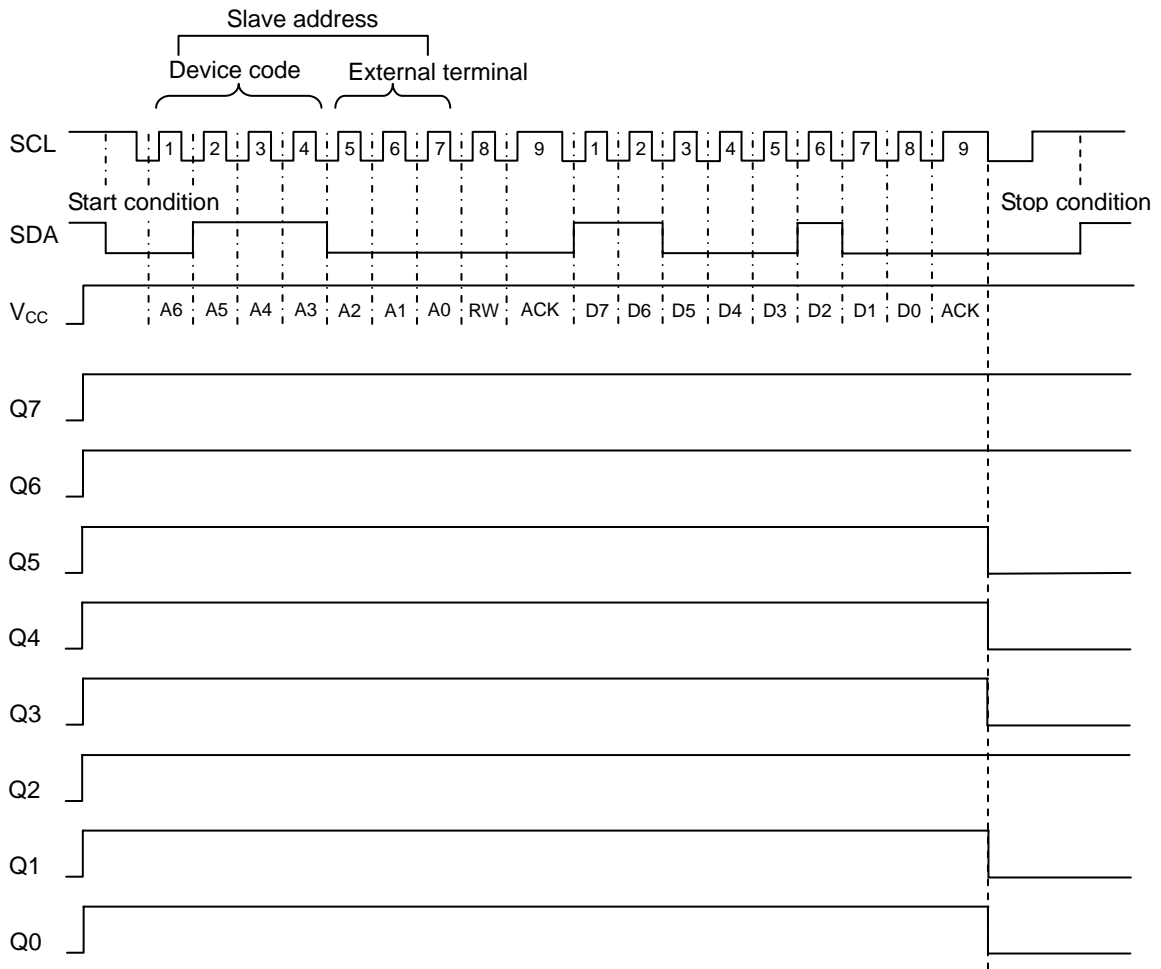 Slave address
Device code External terminal
SCL 1 2 3 4 5 6 7 8 9 1 2 3 4 5 6 7 8 9
Start condition Stop condition
SDA
VCC A6 A5 A4 A3 A2 A1 A0 RW ACK D7 D6 D5 D4 D3 D2 D1 D0 ACK
Q7
Q6
Q5
Q4
Q3
Q2
Q1
Q0